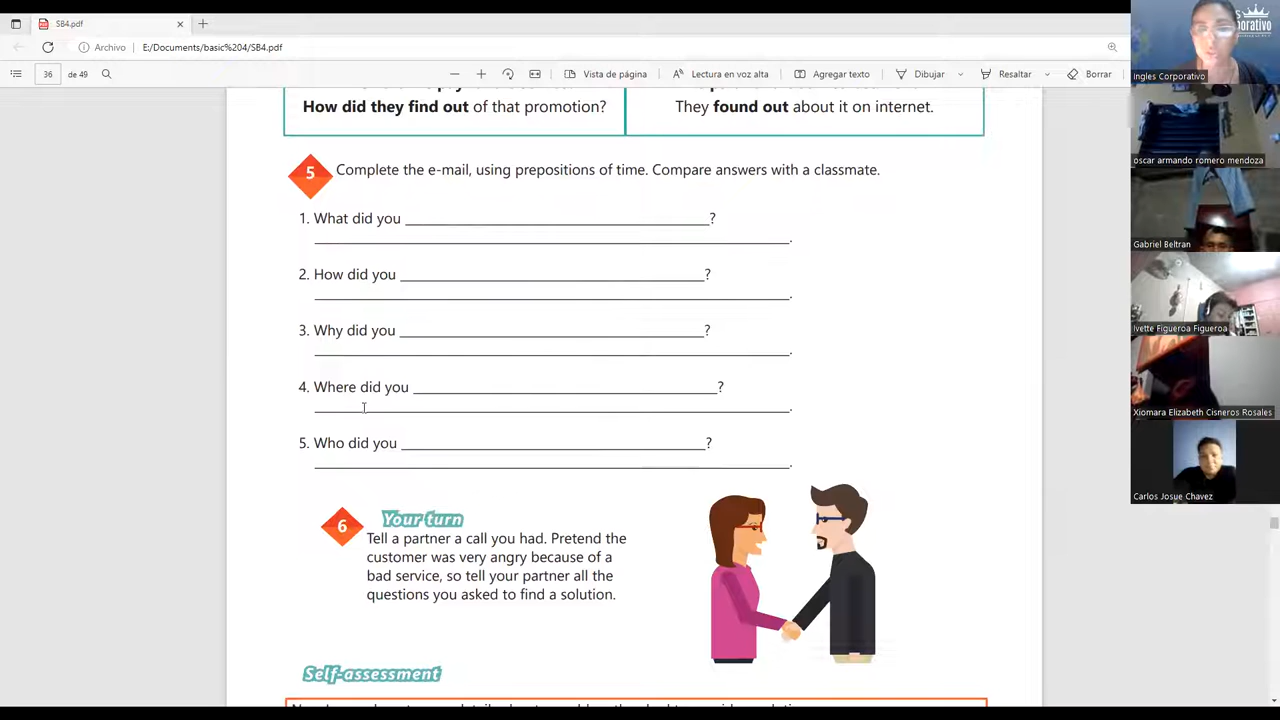 SB4.pdf
Archivo
E:/Documents/basic%204/SB4.pdf
36
de 49
Vista de página
Lectura en voz alta
Agregar texto
Dibujar
Resaltar
Borrar
How did they find out of that promotion?
They found out about it on internet.
5
Complete the e-mail, using prepositions of time. Compare answers with a classmate.
1. What did you ?
.
2. How did you ?
.
3. Why did you ?
.
4. Where did you ?
.
5. Who did you ?
.
6
Your turn
Tell a partner a call you had. Pretend the
customer was very angry because of a
bad service, so tell your partner all the
questions you asked to find a solution.
Self-assessment
Ingles Corporativo
oscar armando romero mendoza
Gabriel Beltran
Ivette Figueroa Figueroa
Xiomara Elizabeth Cisneros Rosales
Carlos Josue Chavez